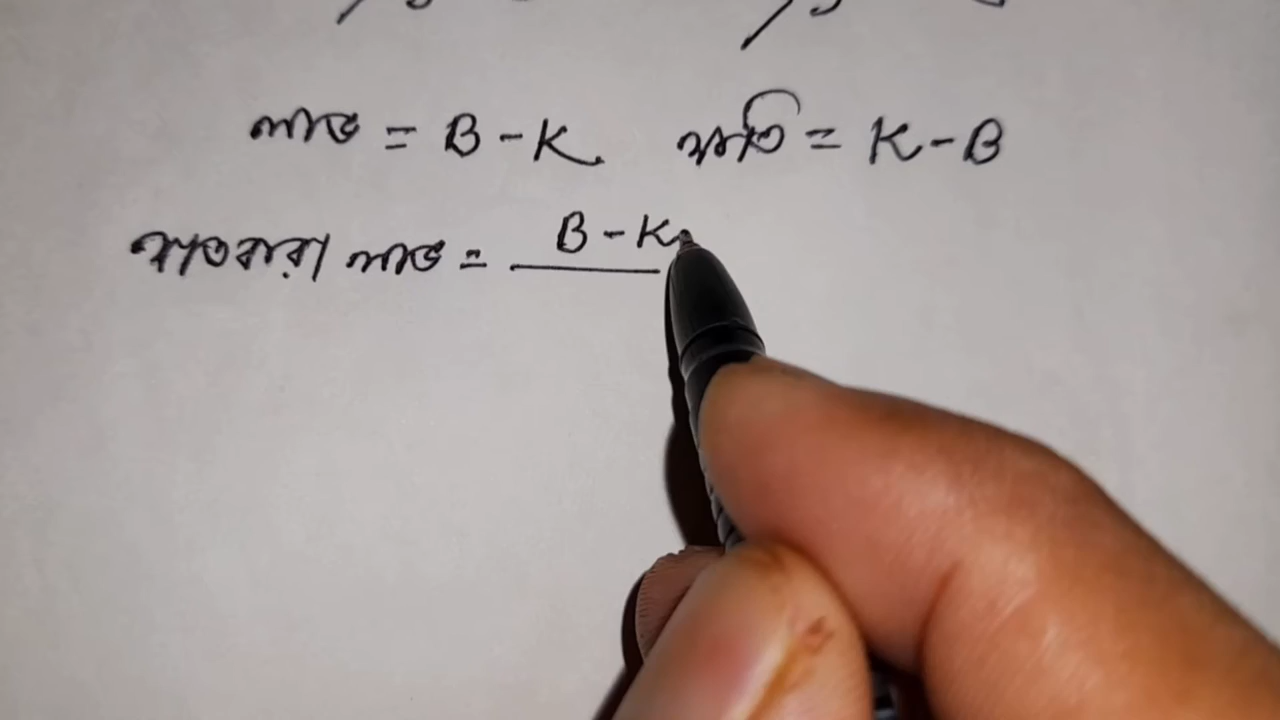 লাভ = B - K ক্ষতি = K - B
শতকরা লাভ = B - K